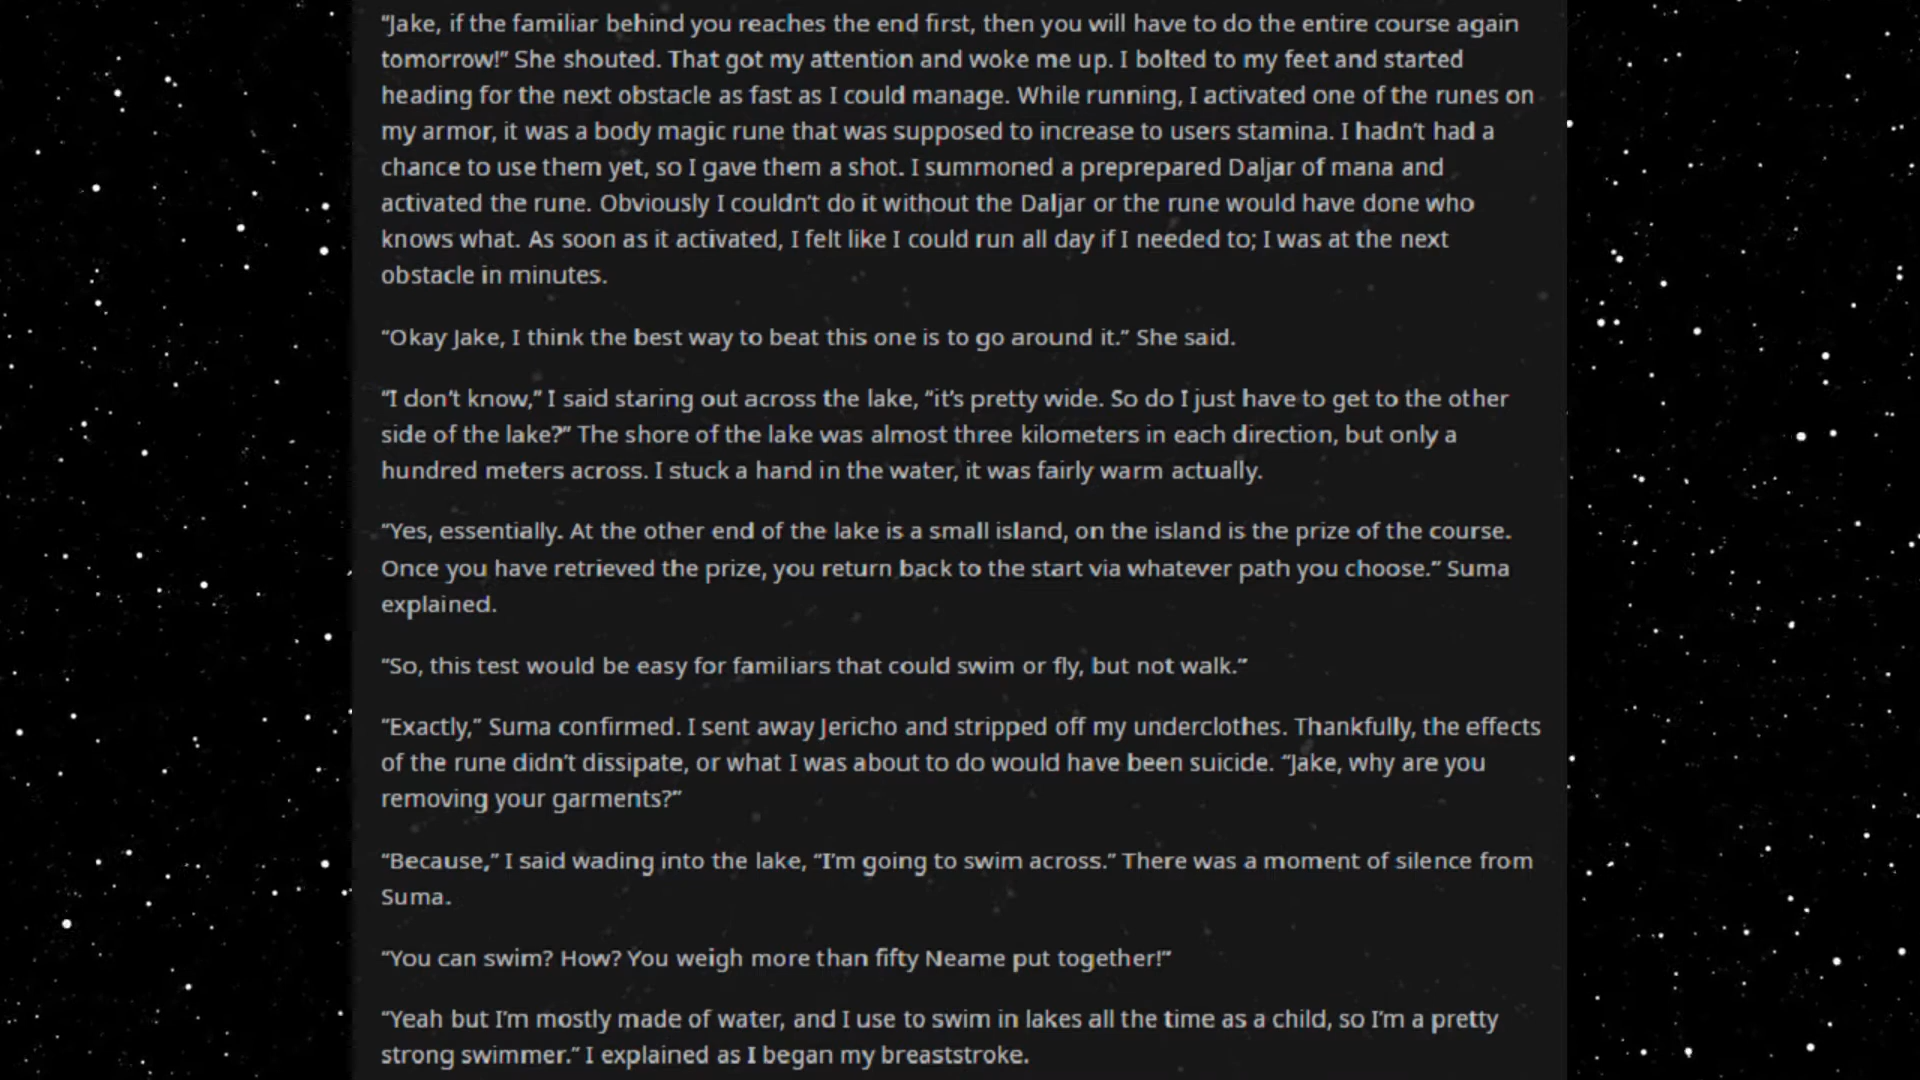 “Jake, if the familiar behind you reaches the end first, then you will have to do the entire course again
tomorrow!” She shouted. That got my attention and woke me up. I bolted to my feet and started
heading for the next obstacle as fast as I could manage. While running, I activated one of the runes on
my armor, it was a body magic rune that was supposed to increase to users stamina. I hadn’t had a
chance to use them yet, so I gave them a shot. I summoned a preprepared Daljar of mana and
activated the rune. Obviously I couldn’t do it without the Daljar or the rune would have done who
knows what. As soon as it activated, I felt like I could run all day if I needed to; I was at the next
obstacle in minutes.
“Okay Jake, I think the best way to beat this one is to go around it.” She said.
“I don’t know,” I said staring out across the lake, “it’s pretty wide. So do I just have to get to the other
side of the lake?” The shore of the lake was almost three kilometers in each direction, but only a
hundred meters across. I stuck a hand in the water, it was fairly warm actually.
“Yes, essentially. At the other end of the lake is a small island, on the island is the prize of the course.
Once you have retrieved the prize, you return back to the start via whatever path you choose.” Suma
explained.
“So, this test would be easy for familiars that could swim or fly, but not walk.”
“Exactly,” Suma confirmed. I sent away Jericho and stripped off my underclothes. Thankfully, the effects
of the rune didn’t dissipate, or what I was about to do would have been suicide. “Jake, why are you
removing your garments?”
“Because,” I said wading into the lake, “I’m going to swim across.” There was a moment of silence from
Suma.
“You can swim? How? You weigh more than fifty Neame put together!”
“Yeah but I’m mostly made of water, and I use to swim in lakes all the time as a child, so I’m a pretty
strong swimmer.” I explained as I began my breaststroke.